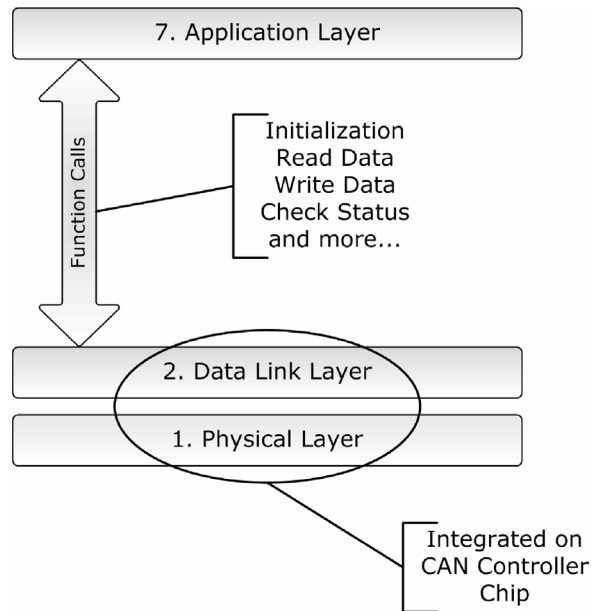 7. Application Layer
Function Calls
Initialization
Read Data
Write Data
Check Status
and more...
2. Data Link Layer
1. Physical Layer
Integrated on
CAN Controller
Chip